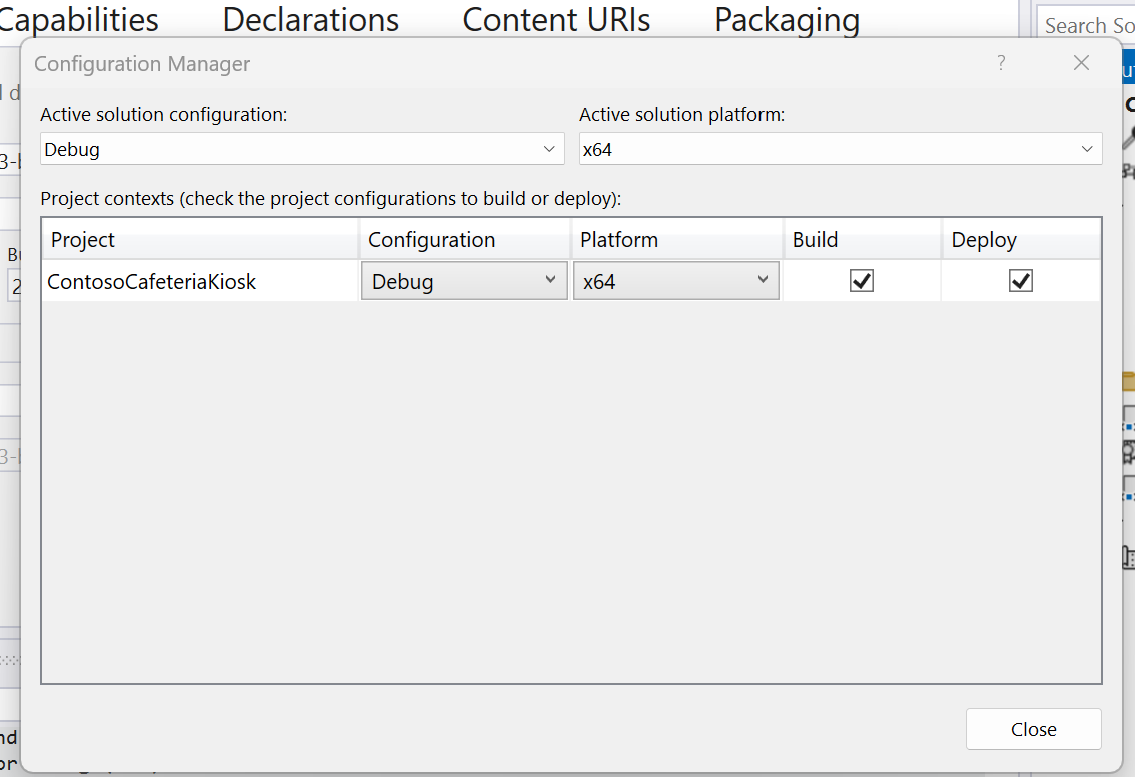 Capabilities Declarations Content URIs Packaging
Search So
Configuration Manager ?
Active solution configuration: Active solution platform:
Debug x64
Project contexts (check the project configurations to build or deploy):
Project Configuration Platform Build Deploy
ContosoCafeteriaKiosk Debug x64
Close